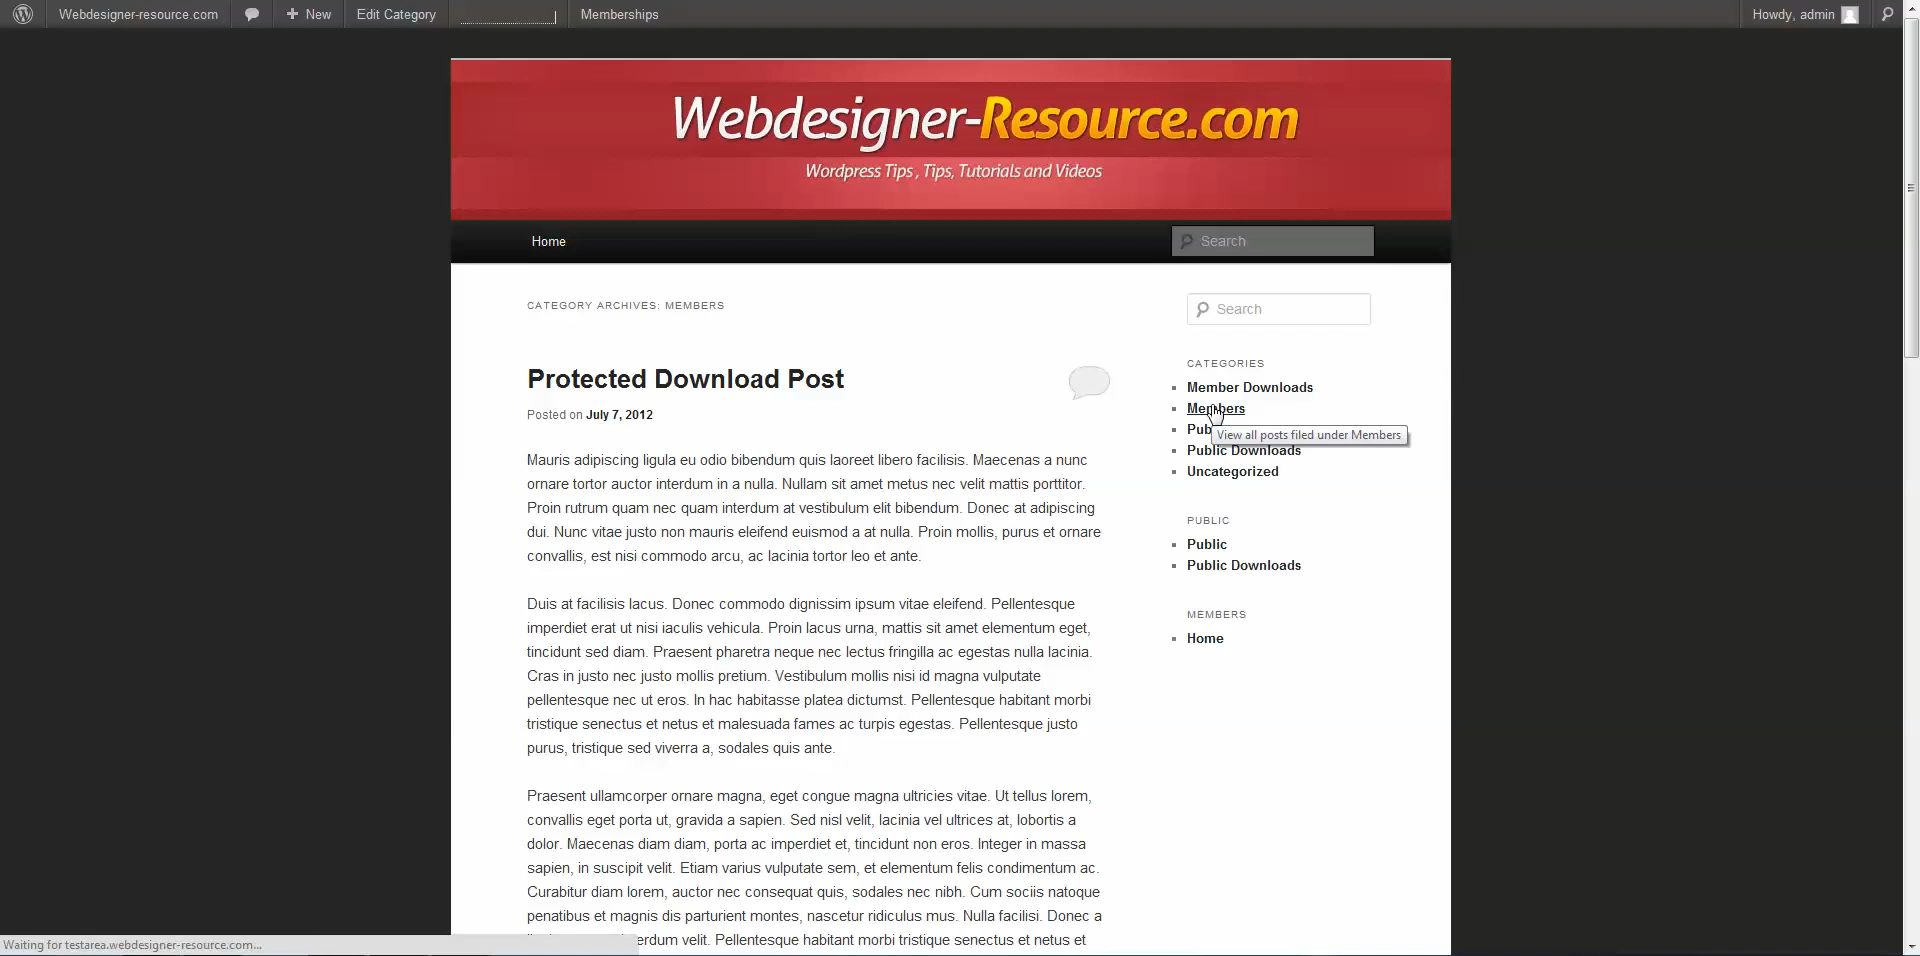 Webdesigner-resource.com
New
Edit Category
Memberships
Howdy, admin
Webdesigner-Resource.com
Wordpress Tips , Tips, Tutorials and Videos
Home
Search
CATEGORY ARCHIVES: MEMBERS
Protected Download Post
Posted on July 7, 2012
Mauris adipiscing ligula eu odio bibendum quis laoreet libero facilisis. Maecenas a nunc
ornare tortor auctor interdum in a nulla. Nullam sit amet metus nec velit mattis porttitor.
Proin rutrum quam nec quam interdum at vestibulum elit bibendum. Donec at adipiscing
dui. Nunc vitae justo non mauris eleifend euismod a at nulla. Proin mollis, purus et ornare
convallis, est nisi commodo arcu, ac lacinia tortor leo et ante.
Duis at facilisis lacus. Donec commodo dignissim ipsum vitae eleifend. Pellentesque
imperdiet erat ut nisi iaculis vehicula. Proin lacus urna, mattis sit amet elementum eget,
tincidunt sed diam. Praesent pharetra neque nec lectus fringilla ac egestas nulla lacinia.
Cras in justo nec justo mollis pretium. Vestibulum mollis nisi id magna vulputate
pellentesque nec ut eros. In hac habitasse platea dictumst. Pellentesque habitant morbi
tristique senectus et netus et malesuada fames ac turpis egestas. Pellentesque justo
purus, tristique sed viverra a, sodales quis ante.
Praesent ullamcorper ornare magna, eget congue magna ultricies vitae. Ut tellus lorem,
convallis eget porta ut, gravida a sapien. Sed nisl velit, lacinia vel ultrices at, lobortis a
dolor. Maecenas diam diam, porta ac imperdiet et, tincidunt non eros. Integer in massa
sapien, in suscipit velit. Etiam varius vulputate sem, et elementum felis condimentum ac.
Curabitur diam lorem, auctor nec consequat quis, sodales nec nibh. Cum sociis natoque
penatibus et magnis dis parturient montes, nascetur ridiculus mus. Nulla facilisi. Donec a
velit. Pellentesque habitant morbi tristique senectus et netus et
Search
CATEGORIES
Member Downloads
Members
View all posts filed under Members
Public Downloads
Uncategorized
PUBLIC
Public
Public Downloads
MEMBERS
Home
Waiting for testarea.webdesigner-resource.com...